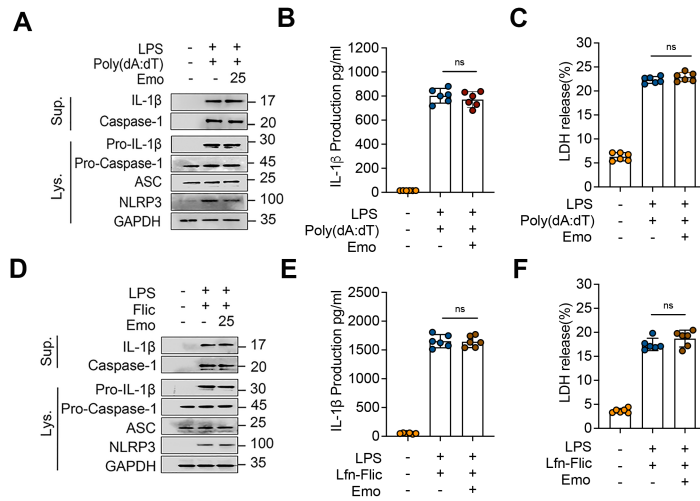 A
LPS - + +
Poly(dA:dT) - + +
Emo - - 25
Sup.
IL-1β 17
Caspase-1 20
Lys.
Pro-IL-1β 30
Pro-Caspase-1 45
ASC 25
NLRP3 100
GAPDH 35
B
IL-1β Production pg/ml
1200
1000
800
600
400
200
0
ns
LPS - + +
Poly(dA:dT) - + +
Emo - - +
C
LDH release(%)
30
25
20
15
10
5
0
ns
LPS - + +
Poly(dA:dT) - + +
Emo - - +
D
LPS - + +
Flic - + +
Emo - - 25
Sup.
IL-1β 17
Caspase-1 20
Lys.
Pro-IL-1β 30
Pro-Caspase-1 45
ASC 25
NLRP3 100
GAPDH 35
E
IL-1β Production pg/ml
2500
2000
1500
1000
500
0
ns
LPS - + +
Lfn-Flic - + +
Emo - - +
F
LDH release(%)
30
25
20
15
10
5
0
ns
LPS - + +
Lfn-Flic - + +
Emo - - +